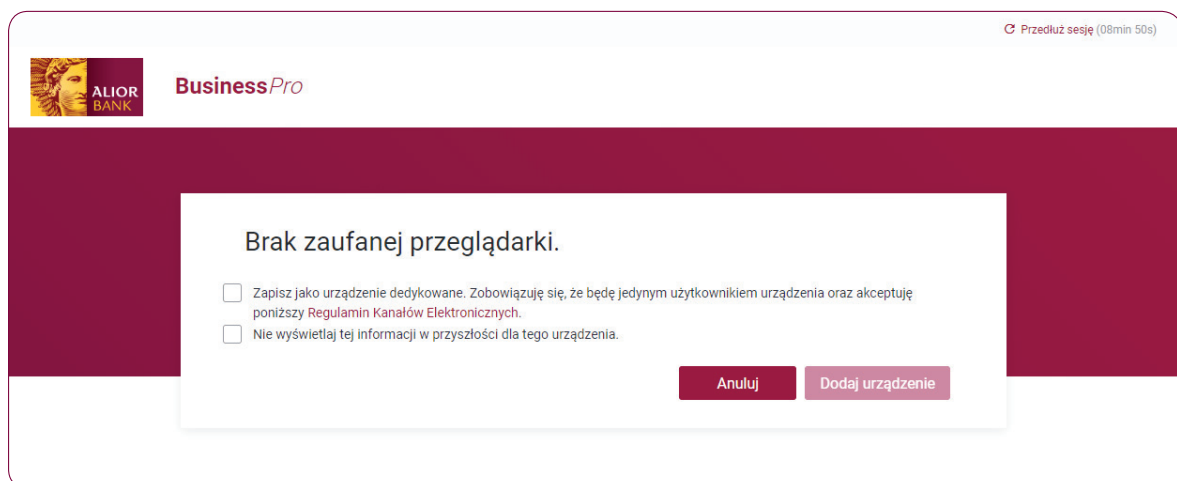 Przedłuż sesję (08min 50s)
ALIOR
BANK
BusinessPro
Brak zaufanej przeglądarki.
Zapisz jako urządzenie dedykowane. Zobowiązuję się, że będę jedynym użytkownikiem urządzenia oraz akceptuję
poniższy Regulamin Kanałów Elektronicznych.
Nie wyświetlaj tej informacji w przyszłości dla tego urządzenia.
Anuluj
Dodaj urządzenie